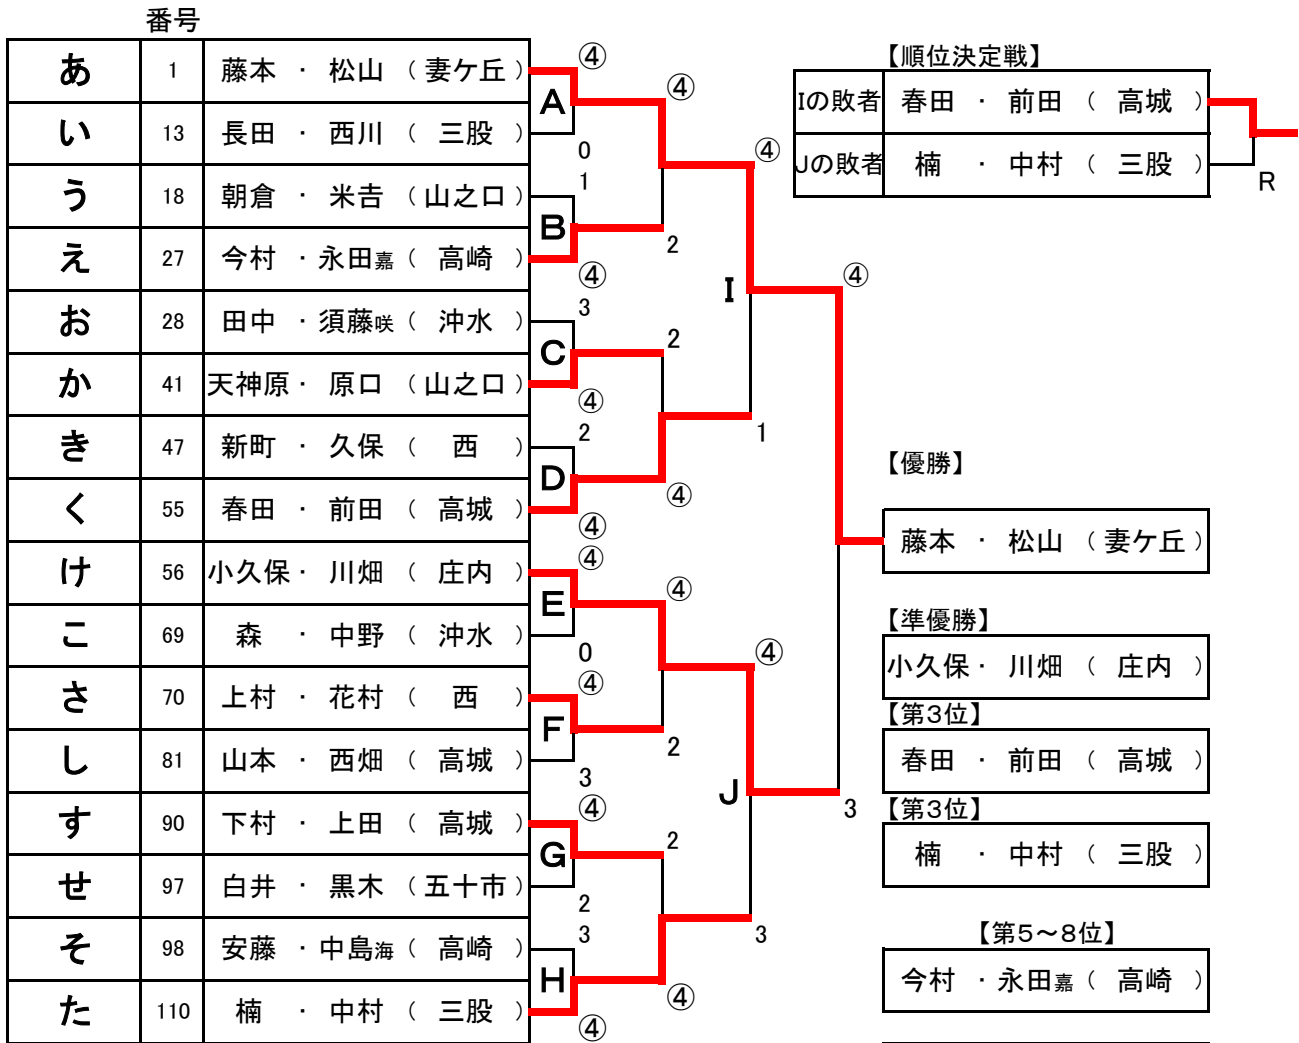 番号
あ 1 藤本 ・ 松山 （ 妻ケ丘 ）
い 13 長田 ・ 西川 （ 三股 ）
う 18 朝倉 ・ 米𠮷 （ 山之口 ）
え 27 今村 ・ 永田嘉 （ 高崎 ）
お 28 田中 ・ 須藤咲 （ 沖水 ）
か 41 天神原 ・ 原口 （ 山之口 ）
き 47 新町 ・ 久保 （ 西 ）
く 55 春田 ・ 前田 （ 高城 ）
け 56 小久保 ・ 川畑 （ 庄内 ）
こ 69 森 ・ 中野 （ 沖水 ）
さ 70 上村 ・ 花村 （ 西 ）
し 81 山本 ・ 西畑 （ 高城 ）
す 90 下村 ・ 上田 （ 高城 ）
せ 97 白井 ・ 黒木 （ 五十市 ）
そ 98 安藤 ・ 中島海 （ 高崎 ）
た 110 楠 ・ 中村 （ 三股 ）
④
A
0
1
B
④
3
C
④
2
D
④
④
E
0
④
F
3
④
G
2
3
H
④
④
2
2
④
④
2
2
④
④
I
1
④
J
3
④
3
【順位決定戦】
Iの敗者 春田 ・ 前田 （ 高城 ）
Jの敗者 楠 ・ 中村 （ 三股 ）
R
【優勝】
藤本 ・ 松山 （ 妻ケ丘 ）
【準優勝】
小久保 ・ 川畑 （ 庄内 ）
【第3位】
春田 ・ 前田 （ 高城 ）
【第3位】
楠 ・ 中村 （ 三股 ）
【第5～8位】
今村 ・ 永田嘉 （ 高崎 ）